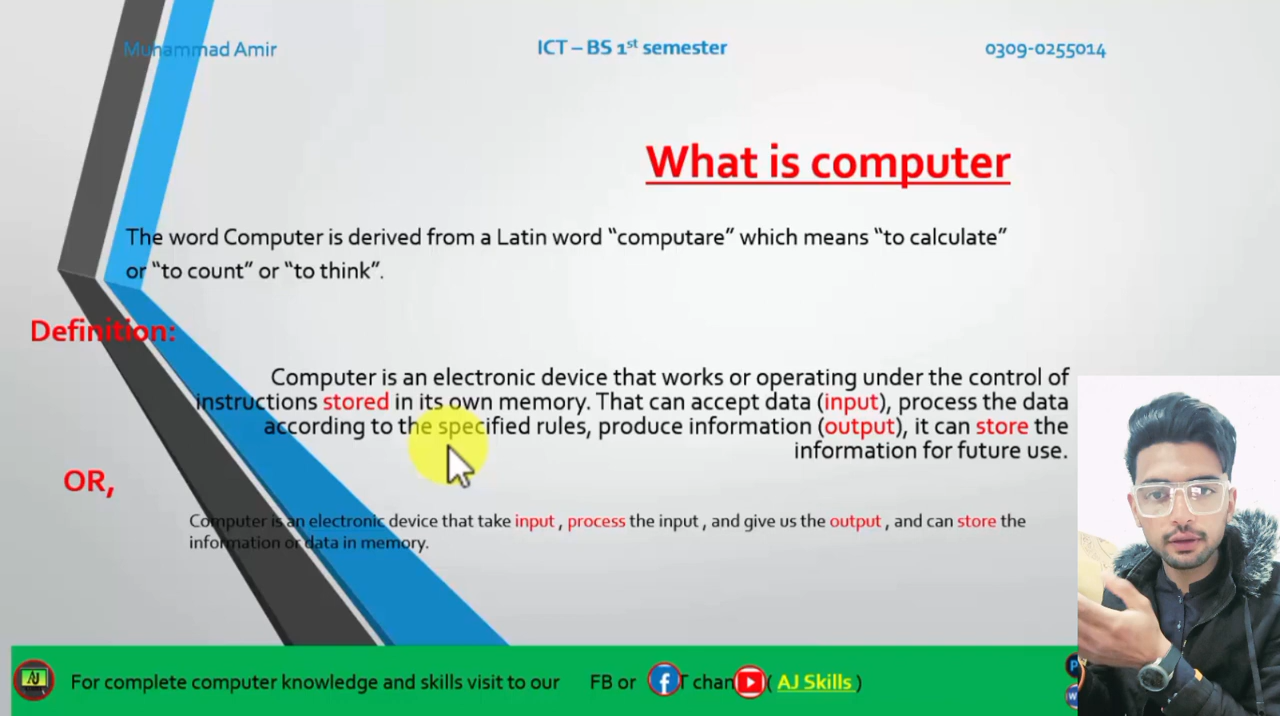 Muhammad Amir
ICT – BS 1st semester
0309-0255014
What is computer
The word Computer is derived from a Latin word “computare” which means “to calculate”
or “to count” or “to think”.
Definition:
Computer is an electronic device that works or operating under the control of
instructions stored in its own memory. That can accept data (input), process the data
according to the specified rules, produce information (output), it can store the
information for future use.
OR,
Computer is an electronic device that take input , process the input , and give us the output , and can store the
information or data in memory.
For complete computer knowledge and skills visit to our FB or T chan ( AJ Skills )
AJ
P
W